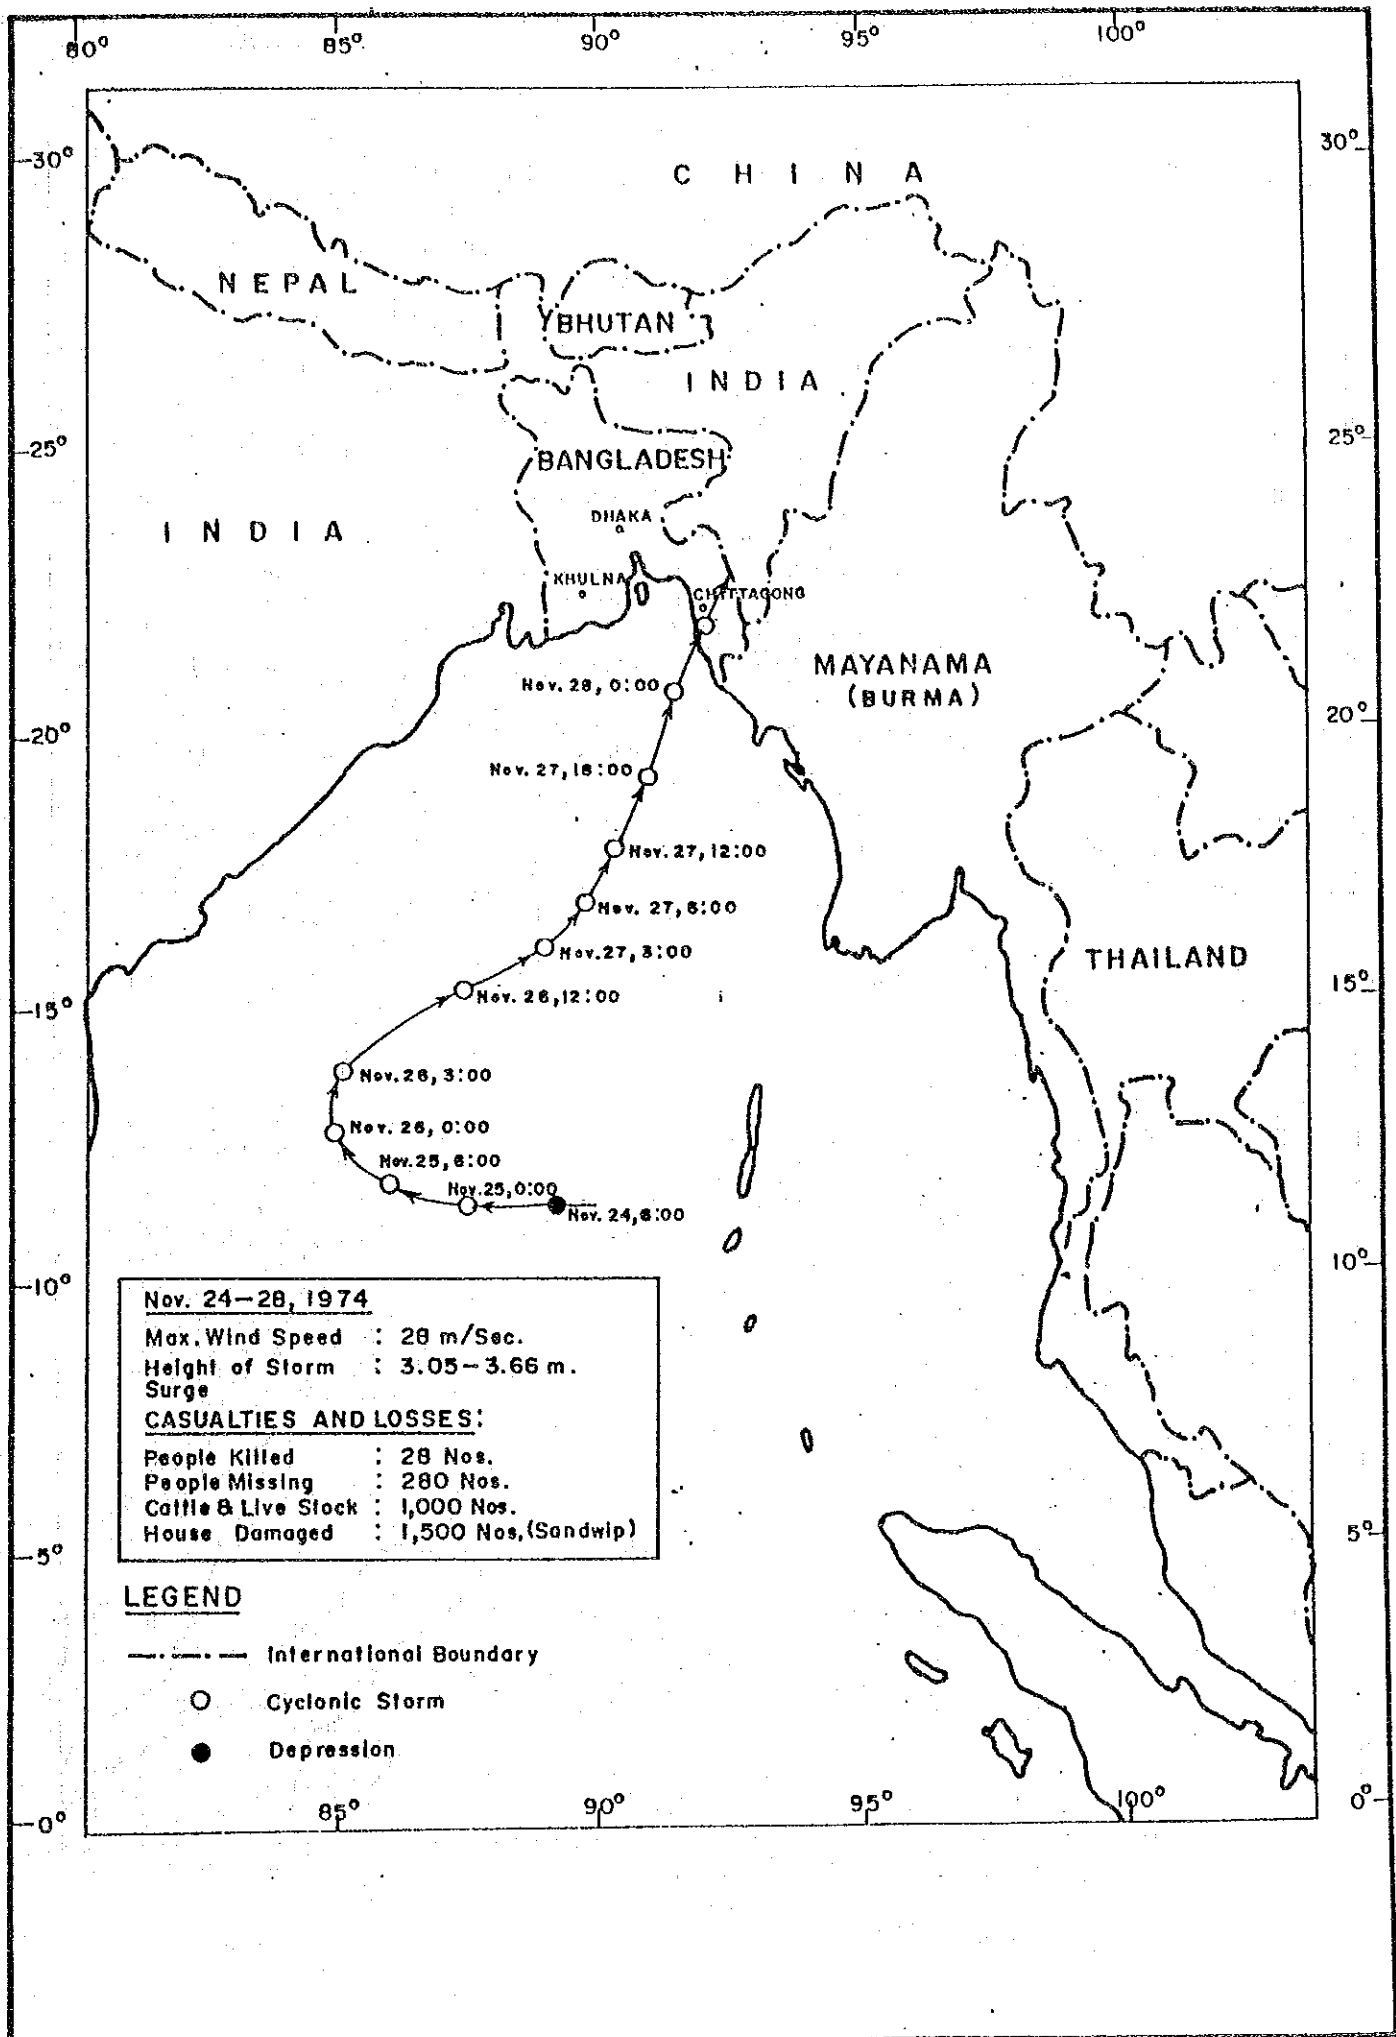 80° 85° 90° 95° 100°
30° 30°
C H I N A
NEPAL
BHUTAN
INDIA
25° 25°
BANGLADESH
DHAKA
I N D I A
KHULNA
CHITTAGONG
MAYANAMA
(BURMA)
Nov. 28, 0:00
20° 20°
Nov. 27, 18:00
Nov. 27, 12:00
Nov. 27, 6:00
Nov. 27, 3:00
THAILAND
Nov. 26, 12:00
15° 15°
Nov. 26, 3:00
Nov. 26, 0:00
Nov. 25, 6:00
Nov. 25, 0:00
Nov. 24, 6:00
10° 10°
Nov. 24-28, 1974
Max. Wind Speed : 28 m/Sec.
Height of Storm : 3.05-3.66 m.
Surge
CASUALTIES AND LOSSES:
People Killed : 28 Nos.
People Missing : 280 Nos.
Cattle & Live Stock : 1,000 Nos.
House Damaged : 1,500 Nos. (Sandwip)
5° 5°
LEGEND
International Boundary
Cyclonic Storm
Depression
0° 85° 90° 95° 100° 0°